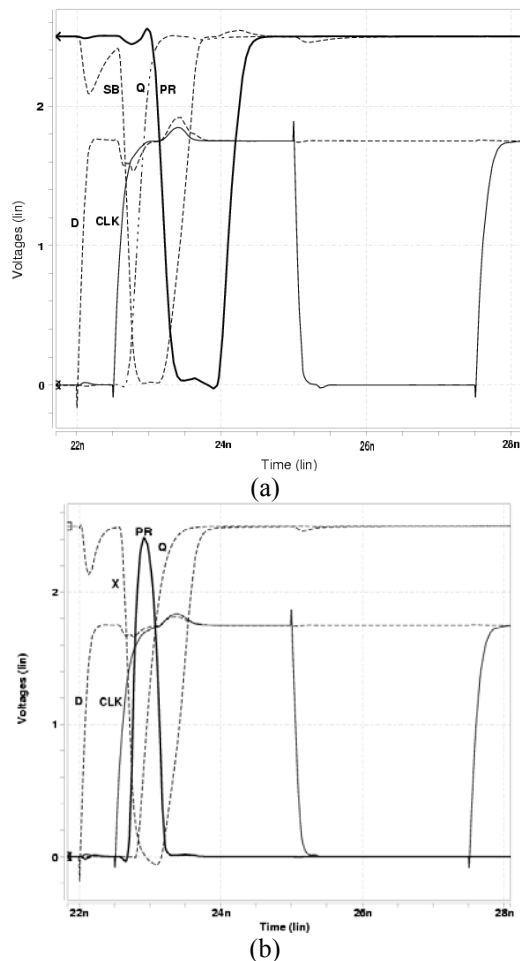 2
SB
Q
PR
D
CLK
1
0
Voltages (lin)
22n
24n
26n
28n
Time (lin)
(a)
PR
Q
2
X
D
CLK
1
0
Voltages (lin)
22n
24n
26n
28n
Time (lin)
(b)